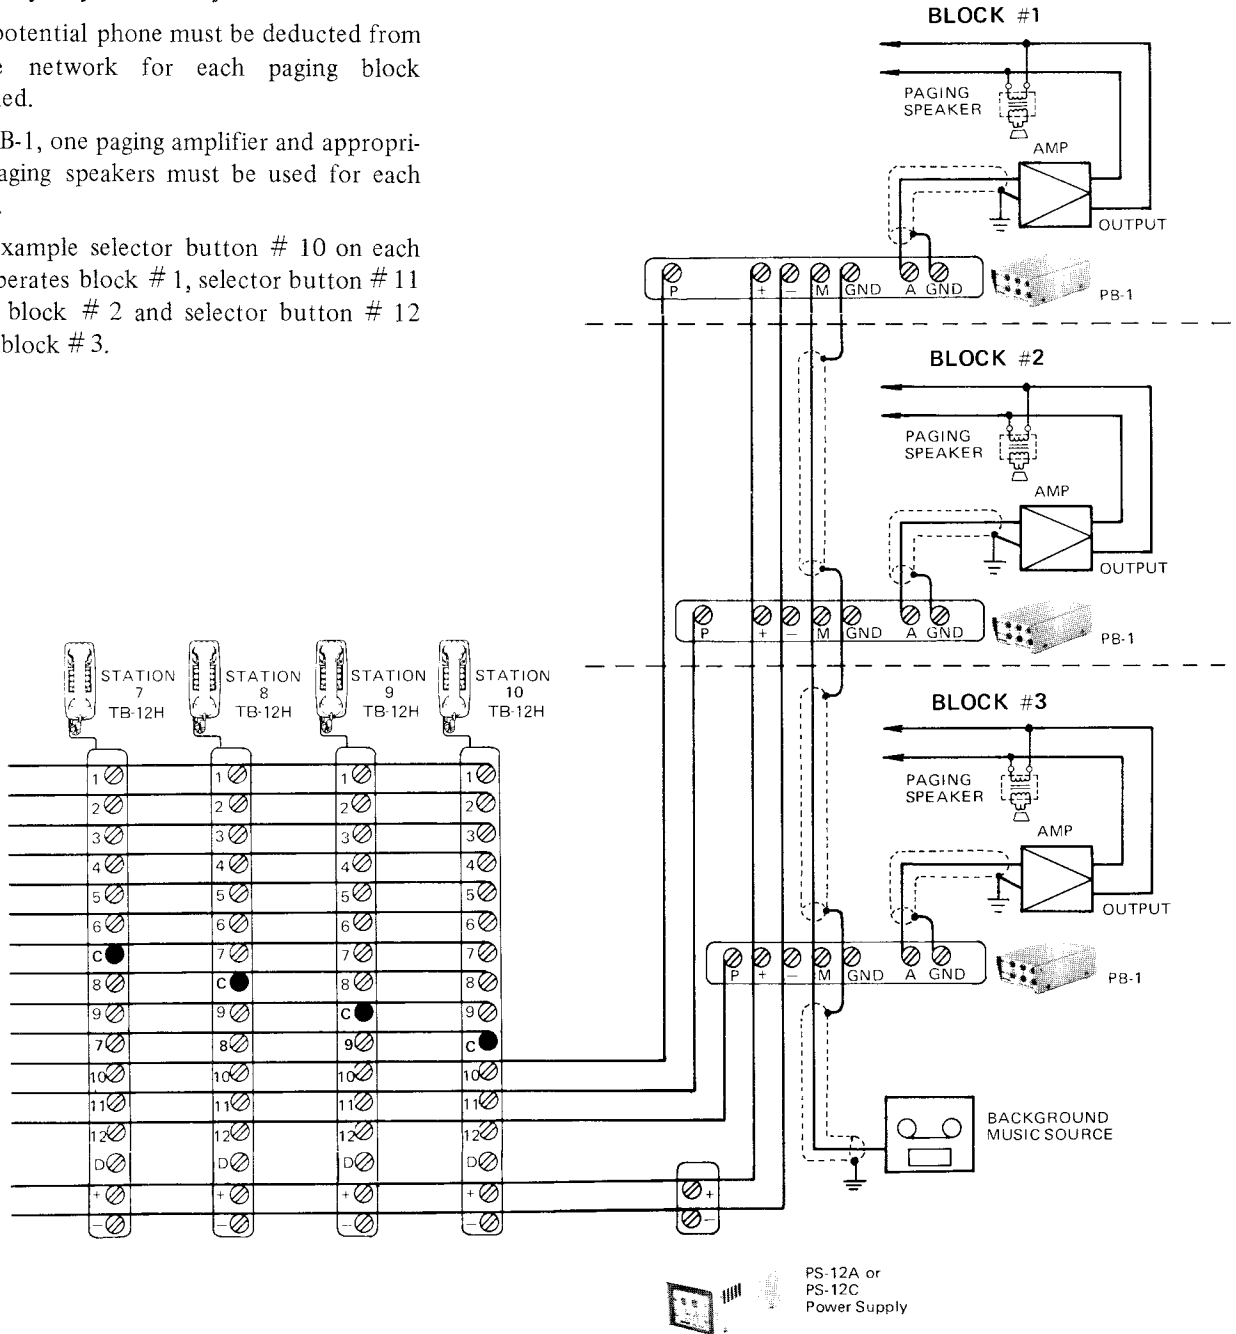 potential phone must be deducted from
network for each paging block
B-1, one paging amplifier and appropri-
aging speakers must be used for each
xample selector button # 10 on each
perates block # 1, selector button # 11
block # 2 and selector button # 12
block # 3.
BLOCK #1
PAGING
SPEAKER
AMP
OUTPUT
P + – M GND A GND
PB-1
BLOCK #2
PAGING
SPEAKER
AMP
OUTPUT
P + – M GND A GND
PB-1
BLOCK #3
PAGING
SPEAKER
AMP
OUTPUT
P + – M GND A GND
PB-1
STATION
7
TB-12H
STATION
8
TB-12H
STATION
9
TB-12H
STATION
10
TB-12H
1 1 1 1
2 2 2 2
3 3 3 3
4 4 4 4
5 5 5 5
6 6 6 6
C 7 7 7
8 C 8 8
9 9 C 9
7 8 9 C
10 10 10 10
11 11 11 11
12 12 12 12
D D D D
+ + + +
– – – –
+
–
BACKGROUND
MUSIC SOURCE
PS-12A or
PS-12C
Power Supply